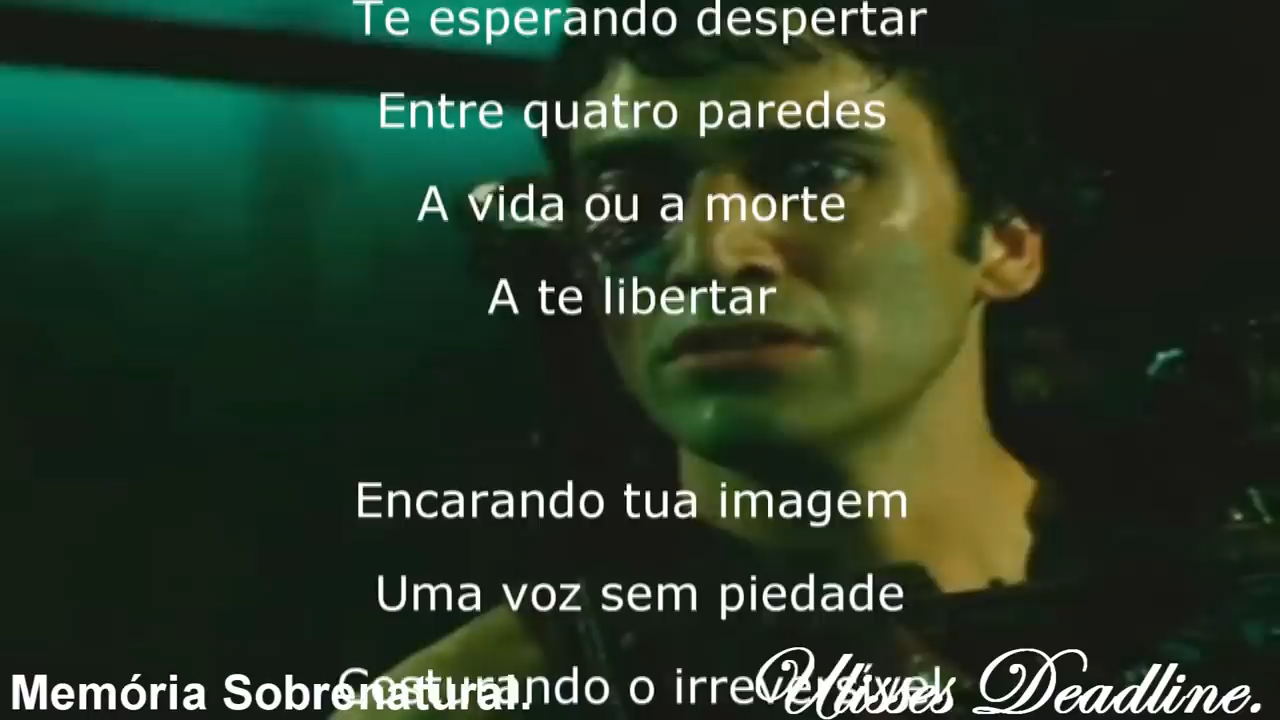 Te esperando despertar
Entre quatro paredes
A vida ou a morte
A te libertar
Encarando tua imagem
Uma voz sem piedade
Costurando o irreversível
Memória Sobrenatural.
Ulisses Deadline.